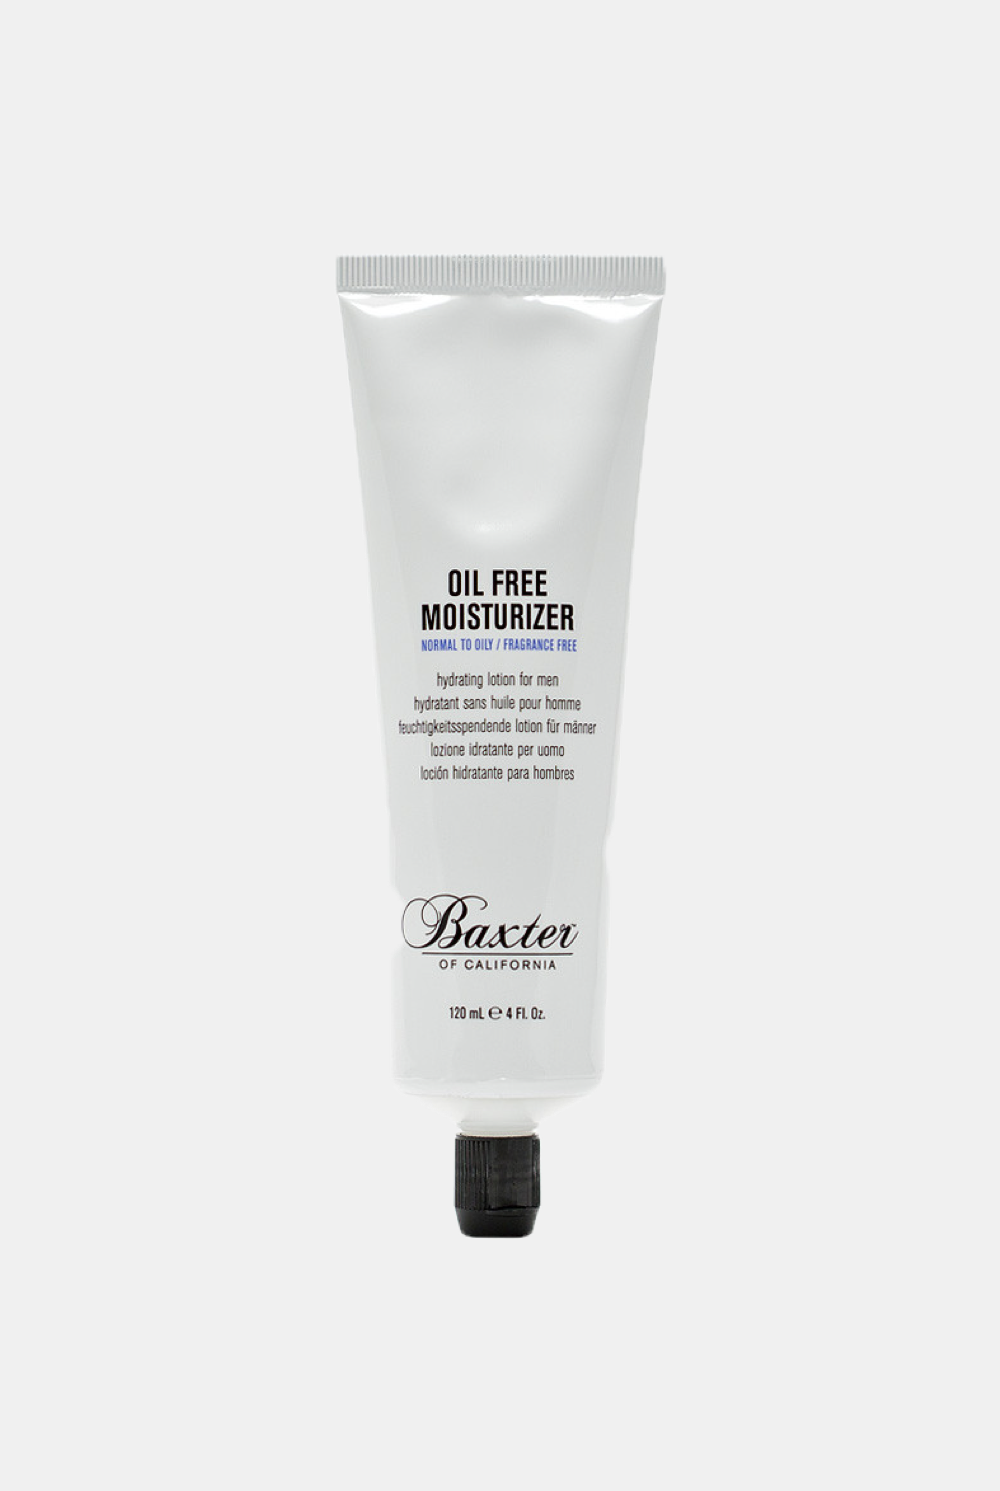 OIL FREE
MOISTURIZER
NORMAL TO OILY / FRAGRANCE FREE
hydrating lotion for men
hydratant sans huile pour homme
feuchtigkeitsspendende lotion für männer
lozione idratante per uomo
loción hidratante para hombres
Baxter™
OF CALIFORNIA
120 mL ℮ 4 Fl. Oz.